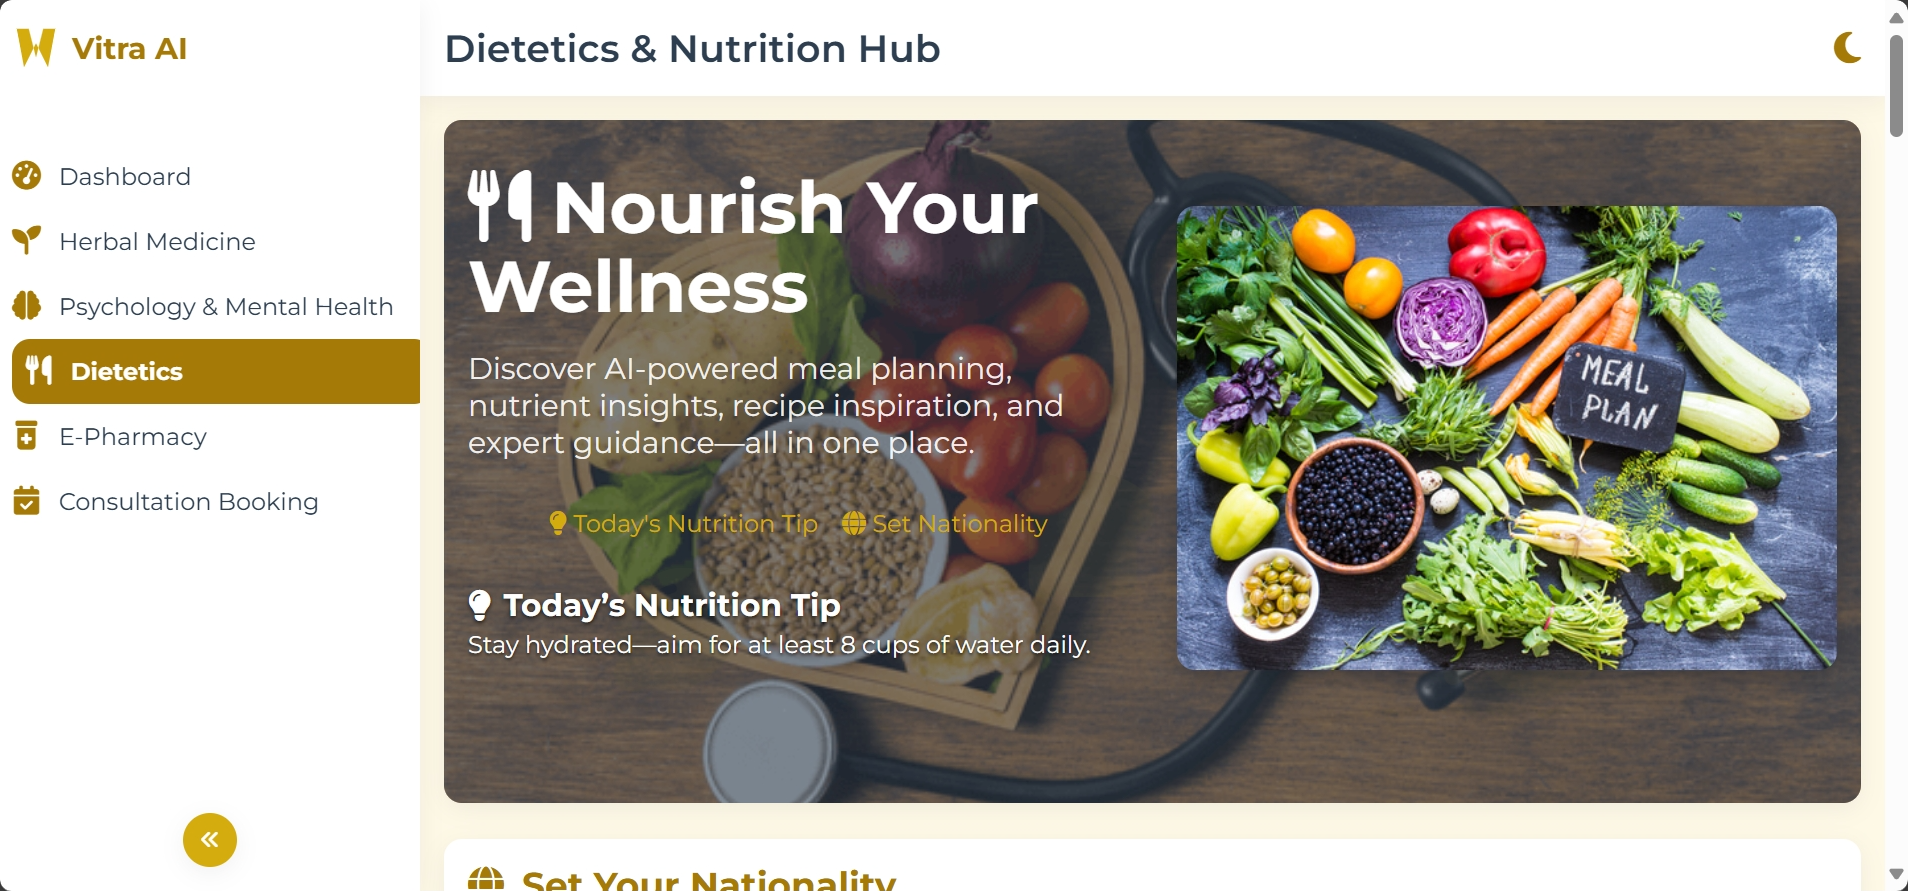 Vitra AI
Dashboard
Herbal Medicine
Psychology & Mental Health
Dietetics
E-Pharmacy
Consultation Booking
Dietetics & Nutrition Hub
Nourish Your
Wellness
Discover AI-powered meal planning,
nutrient insights, recipe inspiration, and
expert guidance—all in one place.
Today's Nutrition Tip Set Nationality
Today’s Nutrition Tip
Stay hydrated—aim for at least 8 cups of water daily.
MEAL
PLAN
Set Your Nationality